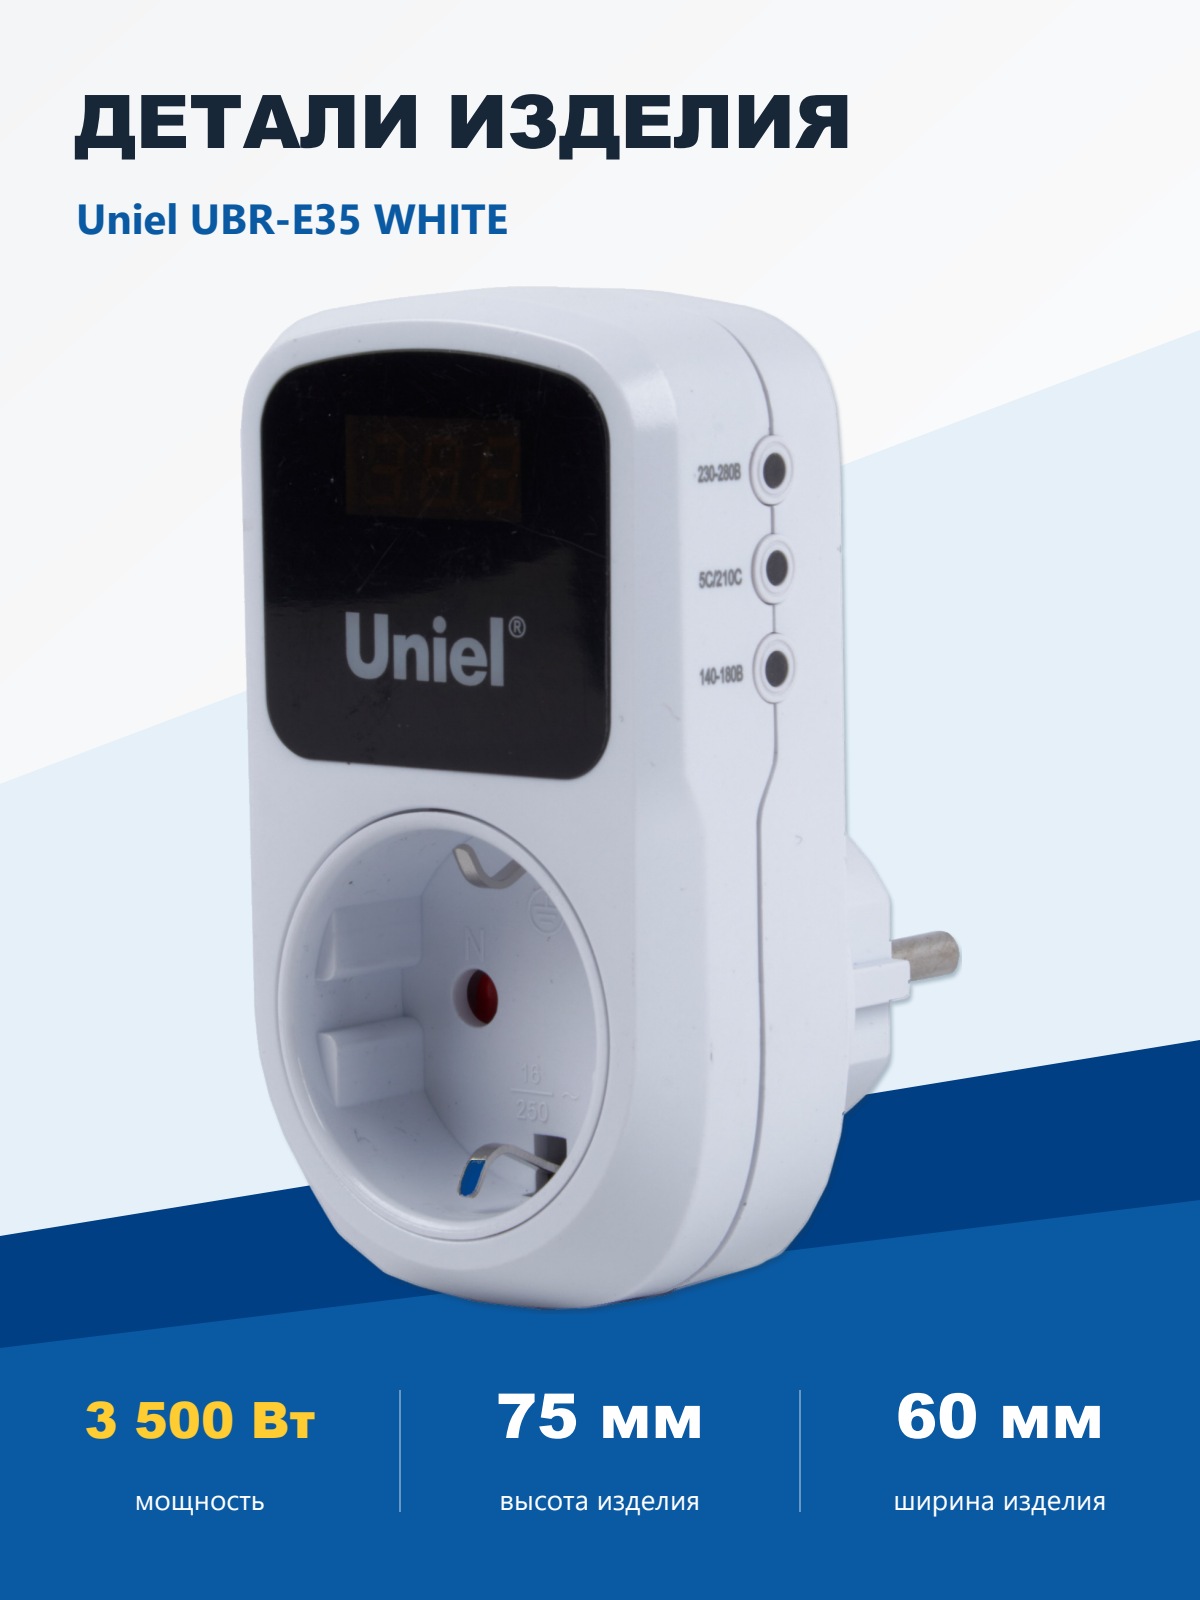 ДЕТАЛИ ИЗДЕЛИЯ
Uniel UBR-E35 WHITE
230-280В
5С/210С
140-180В
Uniel®
N
16
250 ~
3 500 Вт
75 мм
60 мм
мощность
высота изделия
ширина изделия